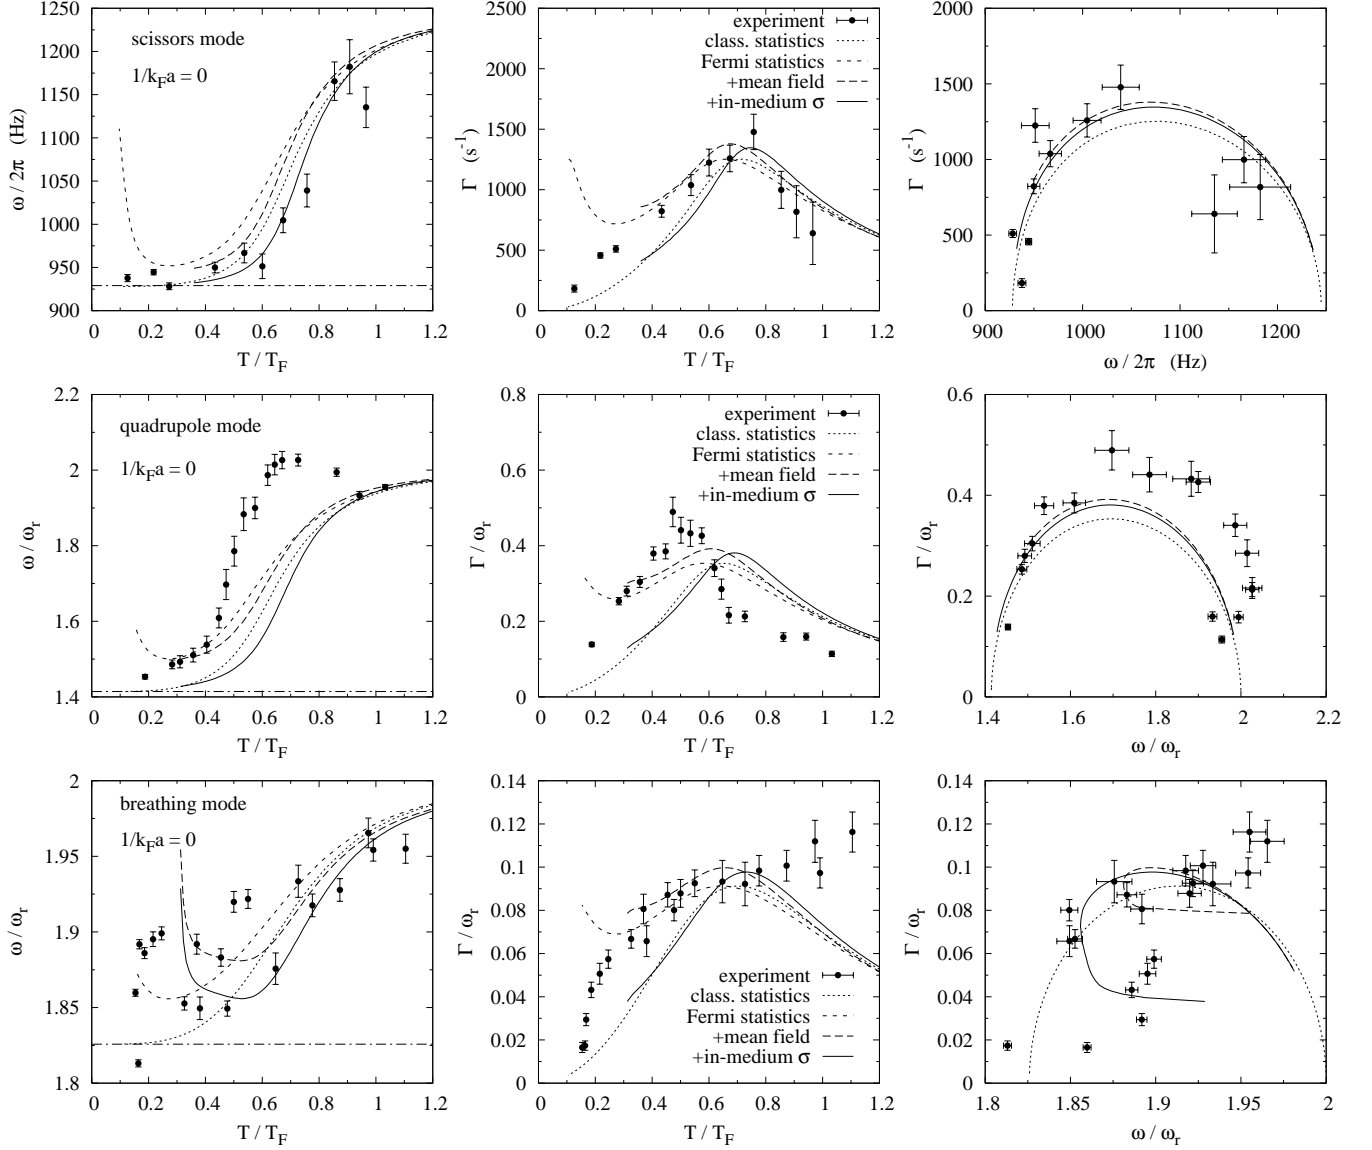 1250
1200
1150
1100
1050
1000
950
930
900
ω / 2π (Hz)
scissors mode
1/k_F a = 0
0 0.2 0.4 0.6 0.8 1 1.2
T / T_F
2500
2000
1500
1000
500
0
Γ (s⁻¹)
experiment
class. statistics
Fermi statistics
+mean field
+in-medium σ
0 0.2 0.4 0.6 0.8 1 1.2
T / T_F
2000
1500
1000
500
0
Γ (s⁻¹)
900 1000 1100 1200
ω / 2π (Hz)
2.2
2
1.8
1.6
1.4
ω / ω_r
quadrupole mode
1/k_F a = 0
0 0.2 0.4 0.6 0.8 1 1.2
T / T_F
0.8
0.6
0.4
0.2
0
Γ / ω_r
experiment
class. statistics
Fermi statistics
+mean field
+in-medium σ
0 0.2 0.4 0.6 0.8 1 1.2
T / T_F
0.6
0.4
0.2
0
Γ / ω_r
1.4 1.6 1.8 2 2.2
ω / ω_r
2
1.95
1.9
1.85
1.8
ω / ω_r
breathing mode
1/k_F a = 0
0 0.2 0.4 0.6 0.8 1 1.2
T / T_F
0.14
0.12
0.1
0.08
0.06
0.04
0.02
0
Γ / ω_r
experiment
class. statistics
Fermi statistics
+mean field
+in-medium σ
0 0.2 0.4 0.6 0.8 1 1.2
T / T_F
0.14
0.12
0.1
0.08
0.06
0.04
0.02
0
Γ / ω_r
1.8 1.85 1.9 1.95 2
ω / ω_r